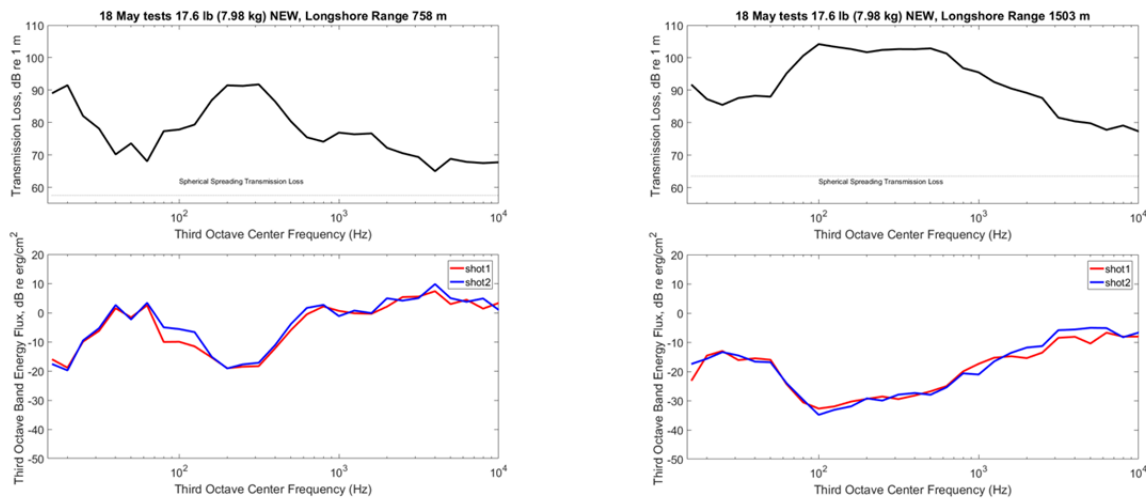 18 May tests 17.6 lb (7.98 kg) NEW, Longshore Range 758 m
Transmission Loss, dB re 1 m
110
100
90
80
70
60
Spherical Spreading Transmission Loss
10²
10³
10⁴
Third Octave Center Frequency (Hz)
Third Octave Band Energy Flux, dB re erg/cm²
20
10
0
-10
-20
-30
-40
-50
shot1
shot2
10²
10³
10⁴
Third Octave Center Frequency (Hz)
18 May tests 17.6 lb (7.98 kg) NEW, Longshore Range 1503 m
Transmission Loss, dB re 1 m
110
100
90
80
70
60
Spherical Spreading Transmission Loss
10²
10³
10⁴
Third Octave Center Frequency (Hz)
Third Octave Band Energy Flux, dB re erg/cm²
20
10
0
-10
-20
-30
-40
-50
shot1
shot2
10²
10³
10⁴
Third Octave Center Frequency (Hz)